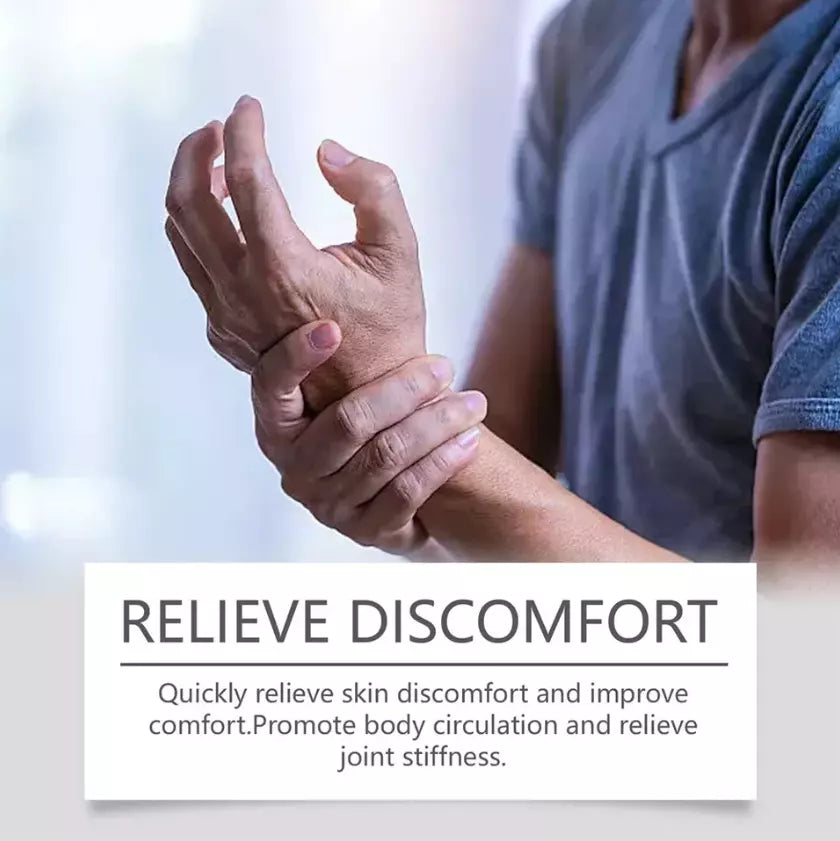 RELIEVE DISCOMFORT
Quickly relieve skin discomfort and improve
comfort.Promote body circulation and relieve
joint stiffness.